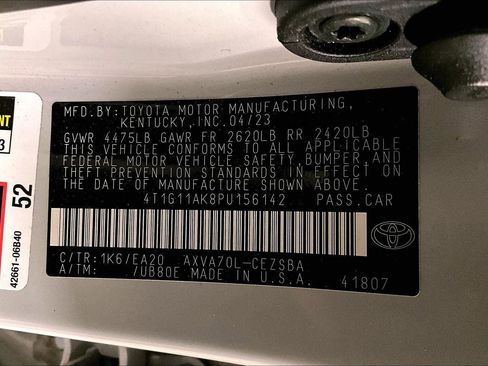 MFD. BY: TOYOTA MOTOR MANUFACTURING,
KENTUCKY, INC. 04/23
GVWR 4475LB GAWR FR 2620LB RR 2420LB
THIS VEHICLE CONFORMS TO ALL APPLICABLE
FEDERAL MOTOR VEHICLE SAFETY, BUMPER, AND
THEFT PREVENTION STANDARDS IN EFFECT ON
THE DATE OF MANUFACTURE SHOWN ABOVE.
4T1G11AK8PU156142 PASS.CAR
C/TR: 1K6/EA20 AXVA70L-CEZSBA
A/TM: /UB80E MADE IN U.S.A. 41807
TOYOTA
52
42661-06B40